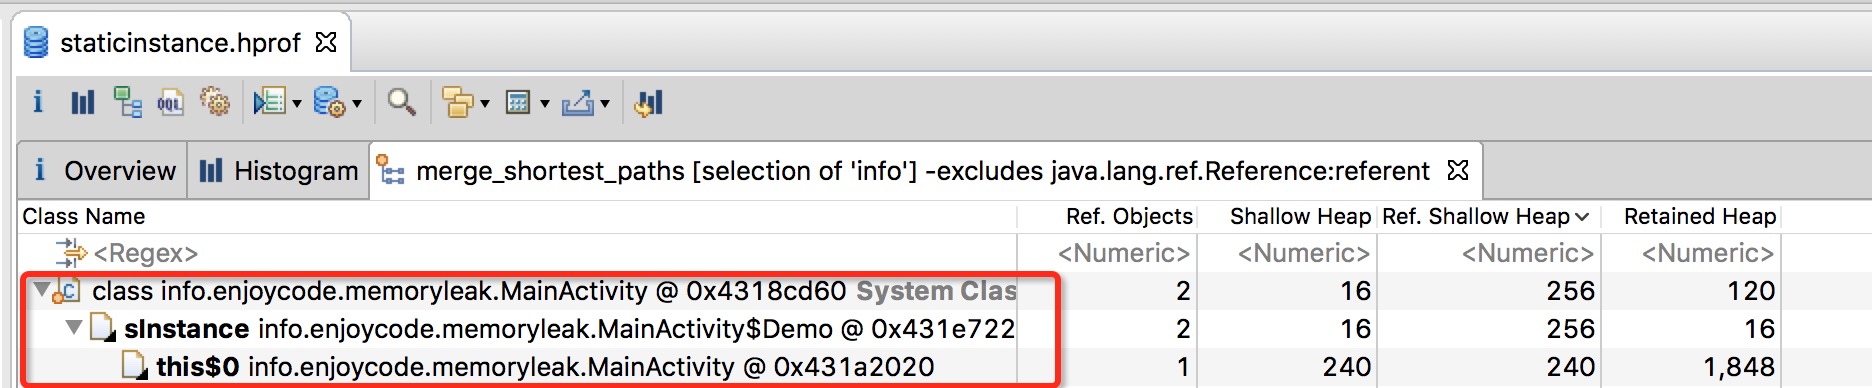 staticinstance.hprof
i OQL
i Overview Histogram merge_shortest_paths [selection of 'info'] -excludes java.lang.ref.Reference:referent
Class Name Ref. Objects Shallow Heap Ref. Shallow Heap Retained Heap
<Regex> <Numeric> <Numeric> <Numeric> <Numeric>
class info.enjoycode.memoryleak.MainActivity @ 0x4318cd60 System Clas 2 16 256 120
sInstance info.enjoycode.memoryleak.MainActivity$Demo @ 0x431e722 2 16 256 16
this$0 info.enjoycode.memoryleak.MainActivity @ 0x431a2020 1 240 240 1,848